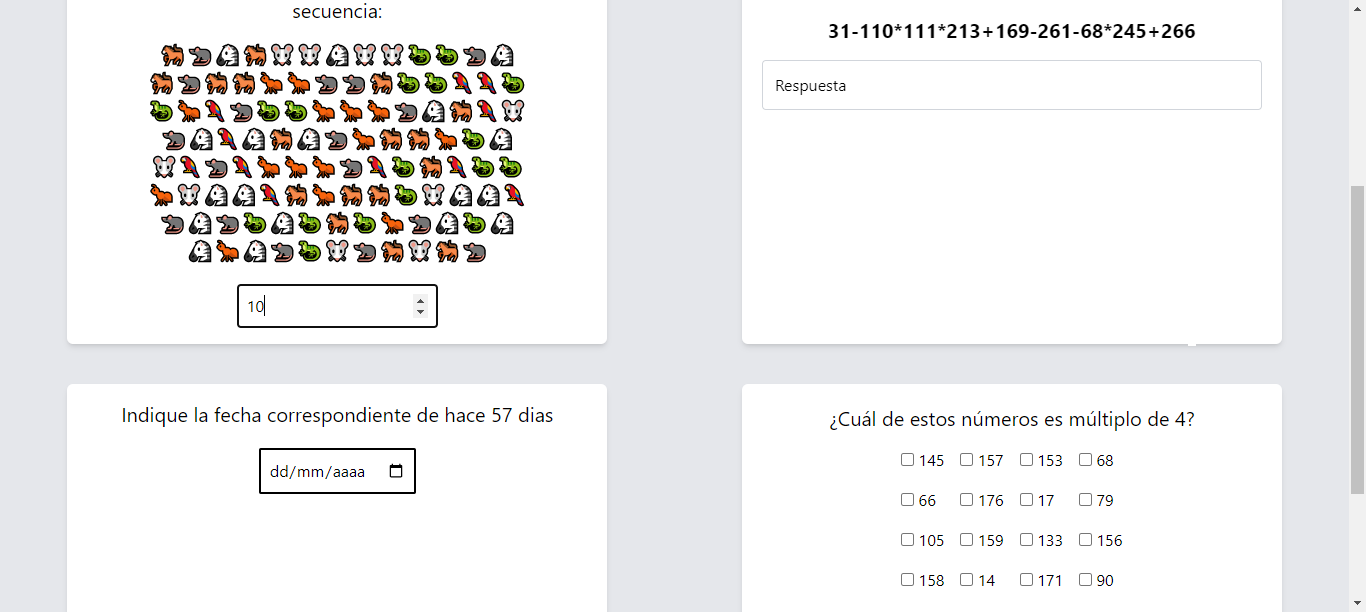 secuencia:
10
31-110*111*213+169-261-68*245+266
Respuesta
Indique la fecha correspondiente de hace 57 dias
dd/mm/aaaa
¿Cuál de estos números es múltiplo de 4?
145 157 153 68
66 176 17 79
105 159 133 156
158 14 171 90